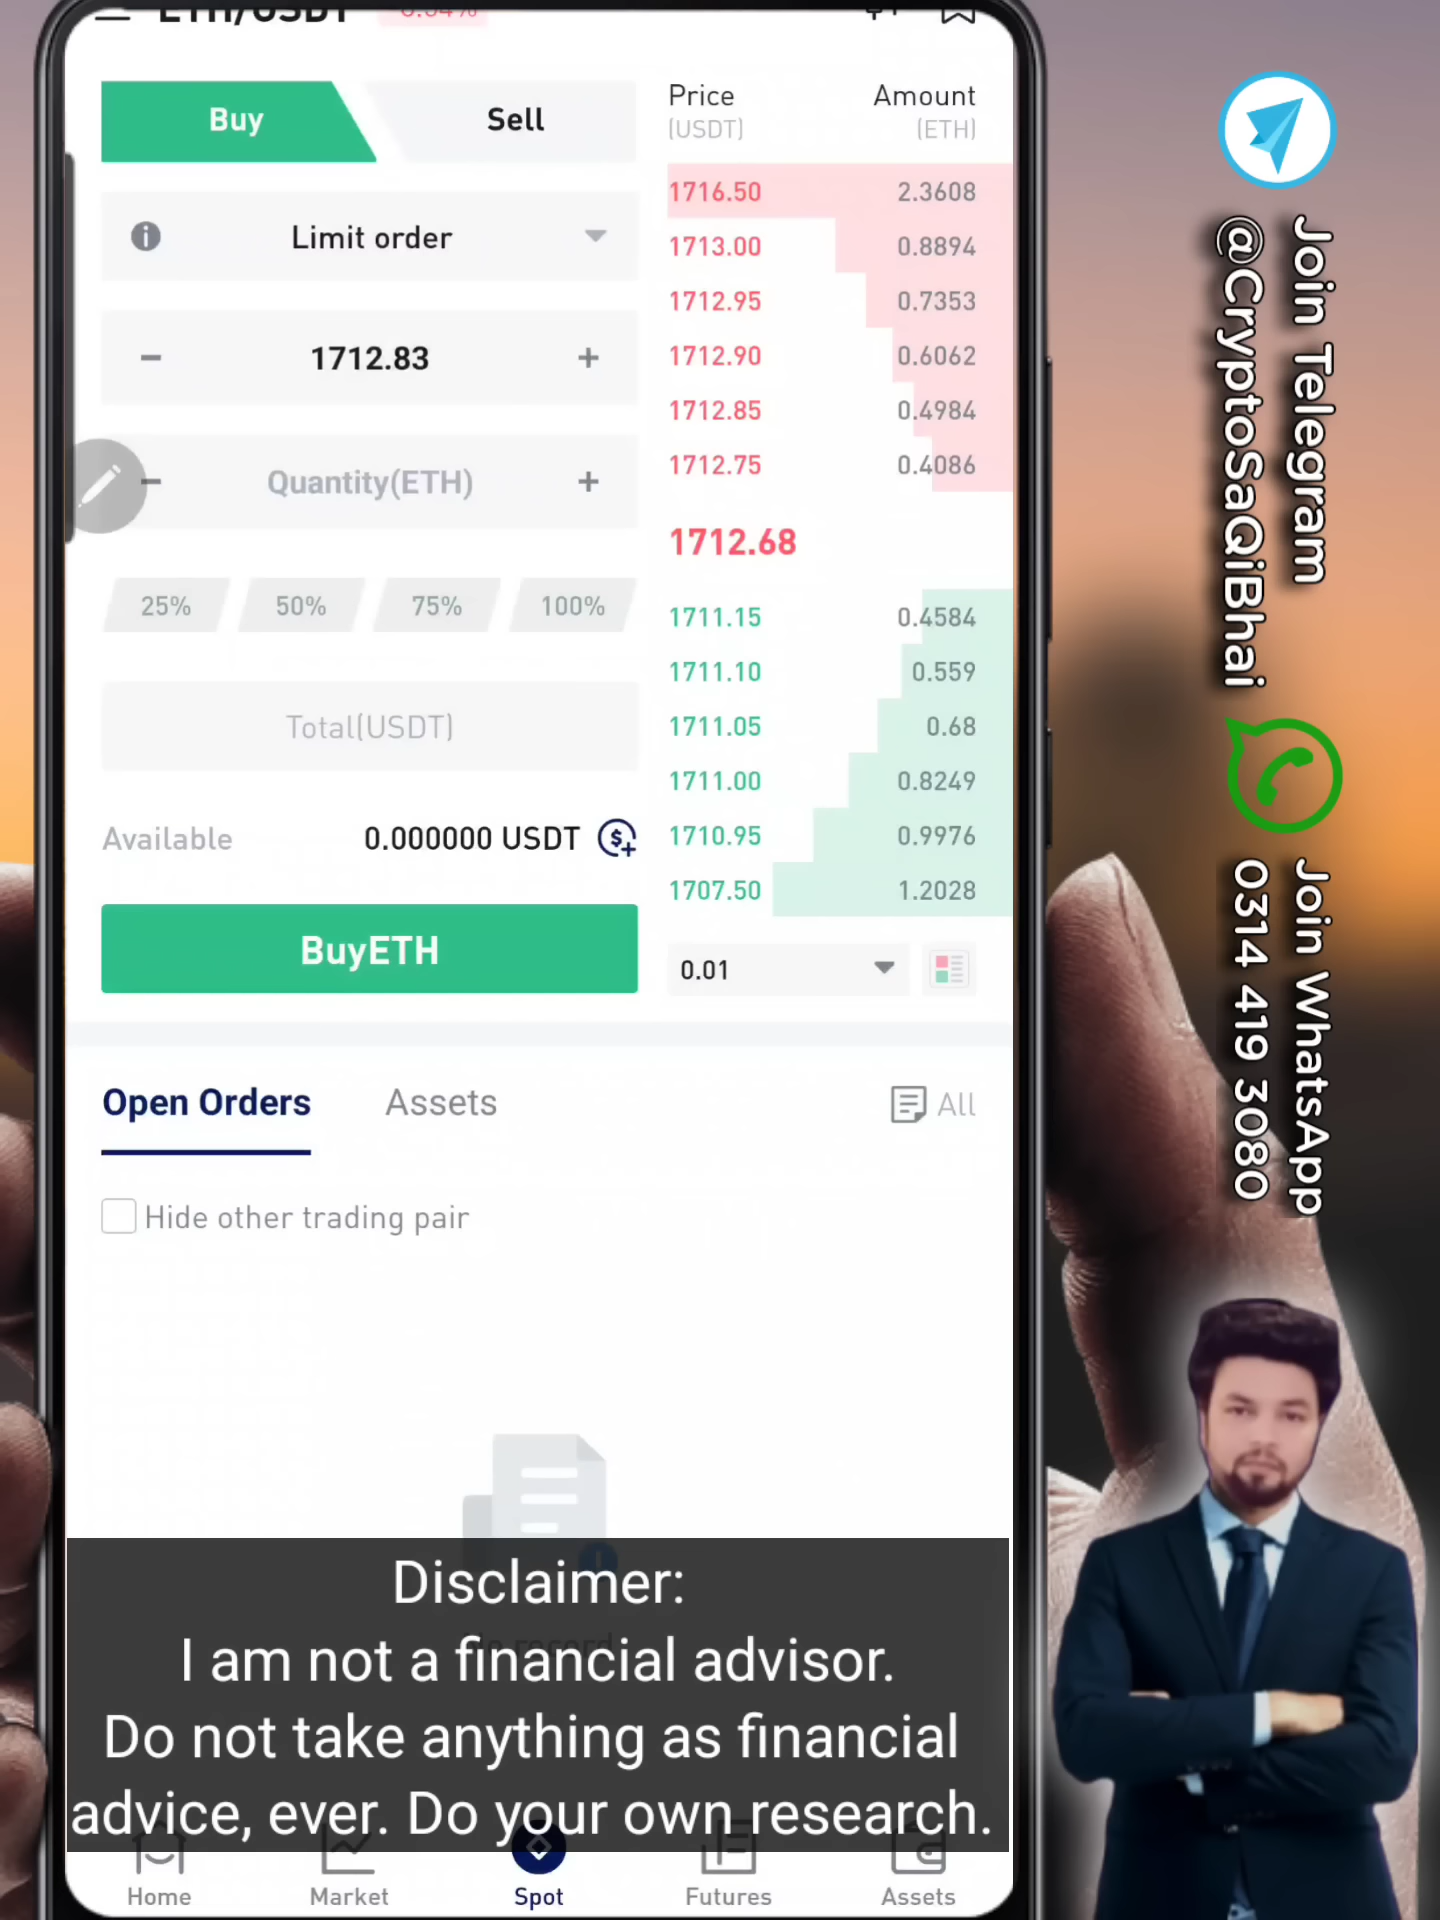 ETH/USDT
Buy
Sell
Limit order
1712.83
Quantity(ETH)
25% 50% 75% 100%
Total(USDT)
Available 0.000000 USDT
BuyETH
Price Amount
(USDT) (ETH)
1716.50 2.3608
1713.00 0.8894
1712.95 0.7353
1712.90 0.6062
1712.85 0.4984
1712.75 0.4086
1712.68
1711.15 0.4584
1711.10 0.559
1711.05 0.68
1711.00 0.8249
1710.95 0.9976
1707.50 1.2028
0.01
Open Orders Assets All
Hide other trading pair
Disclaimer:
I am not a financial advisor.
Do not take anything as financial
advice, ever. Do your own research.
Home Market Spot Futures Assets
Join Telegram
@CryptoSaQiBhai
Join WhatsApp
0314 419 3080